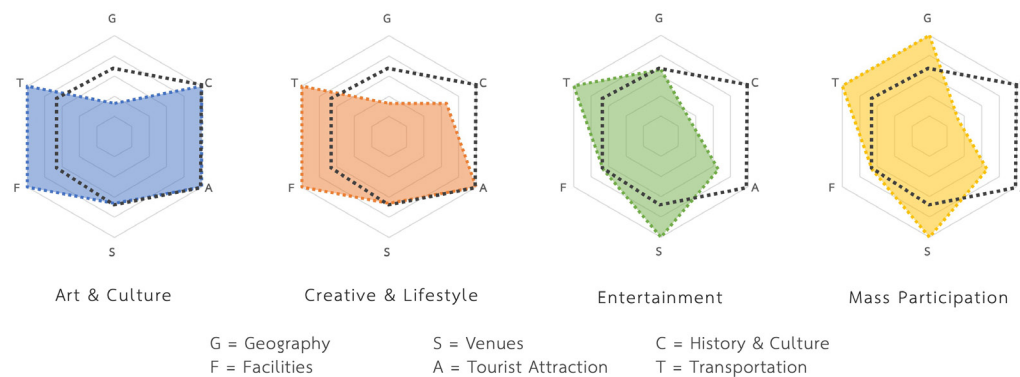 G G G G
T C T C T C T
F A F A F A F
S S S S
Art & Culture Creative & Lifestyle Entertainment Mass Participation
G = Geography S = Venues C = History & Culture
F = Facilities A = Tourist Attraction T = Transportation